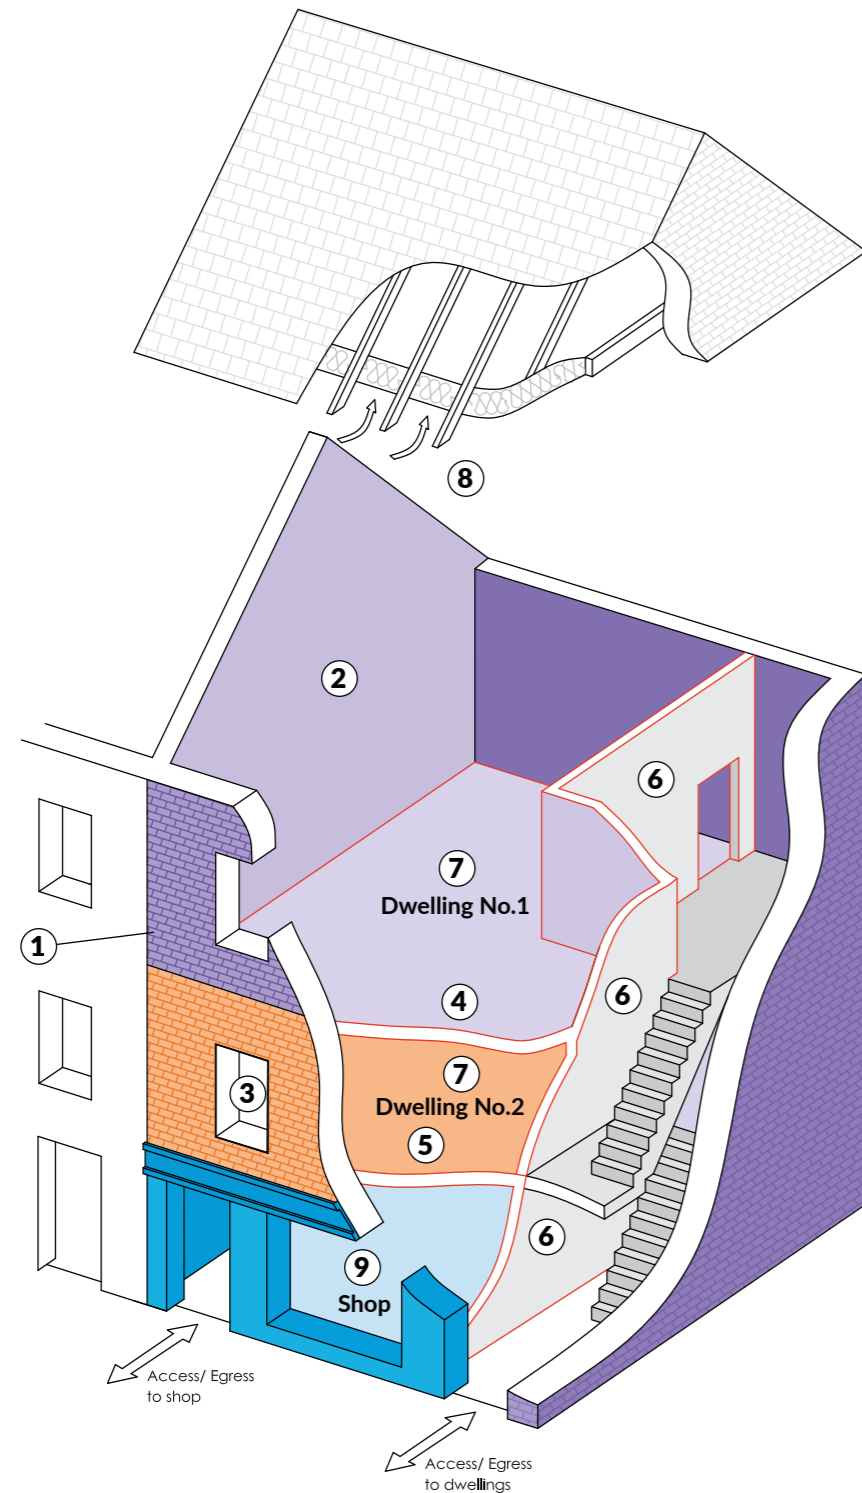 8
2
6
7
Dwelling No.1
1
4
6
7
Dwelling No.2
3
5
6
9
Shop
Access/ Egress
to shop
Access/ Egress
to dwellings